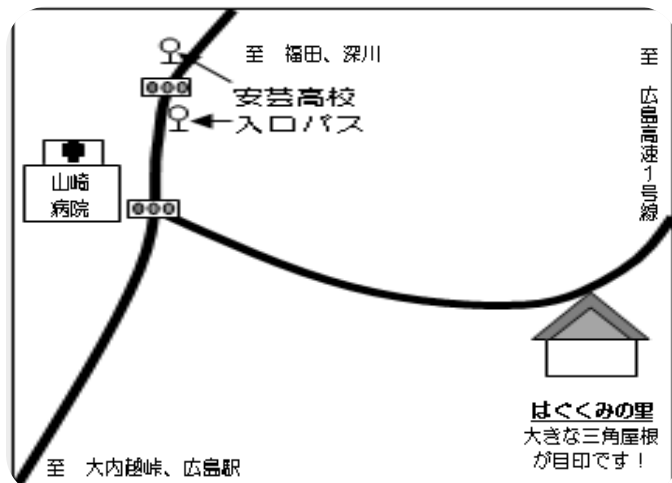 至　福田、深川
安芸高校
入口バス
至　広島高速1号線
山崎
病院
はぐくみの里
大きな三角屋根
が目印です！
至　大内越峠、広島駅